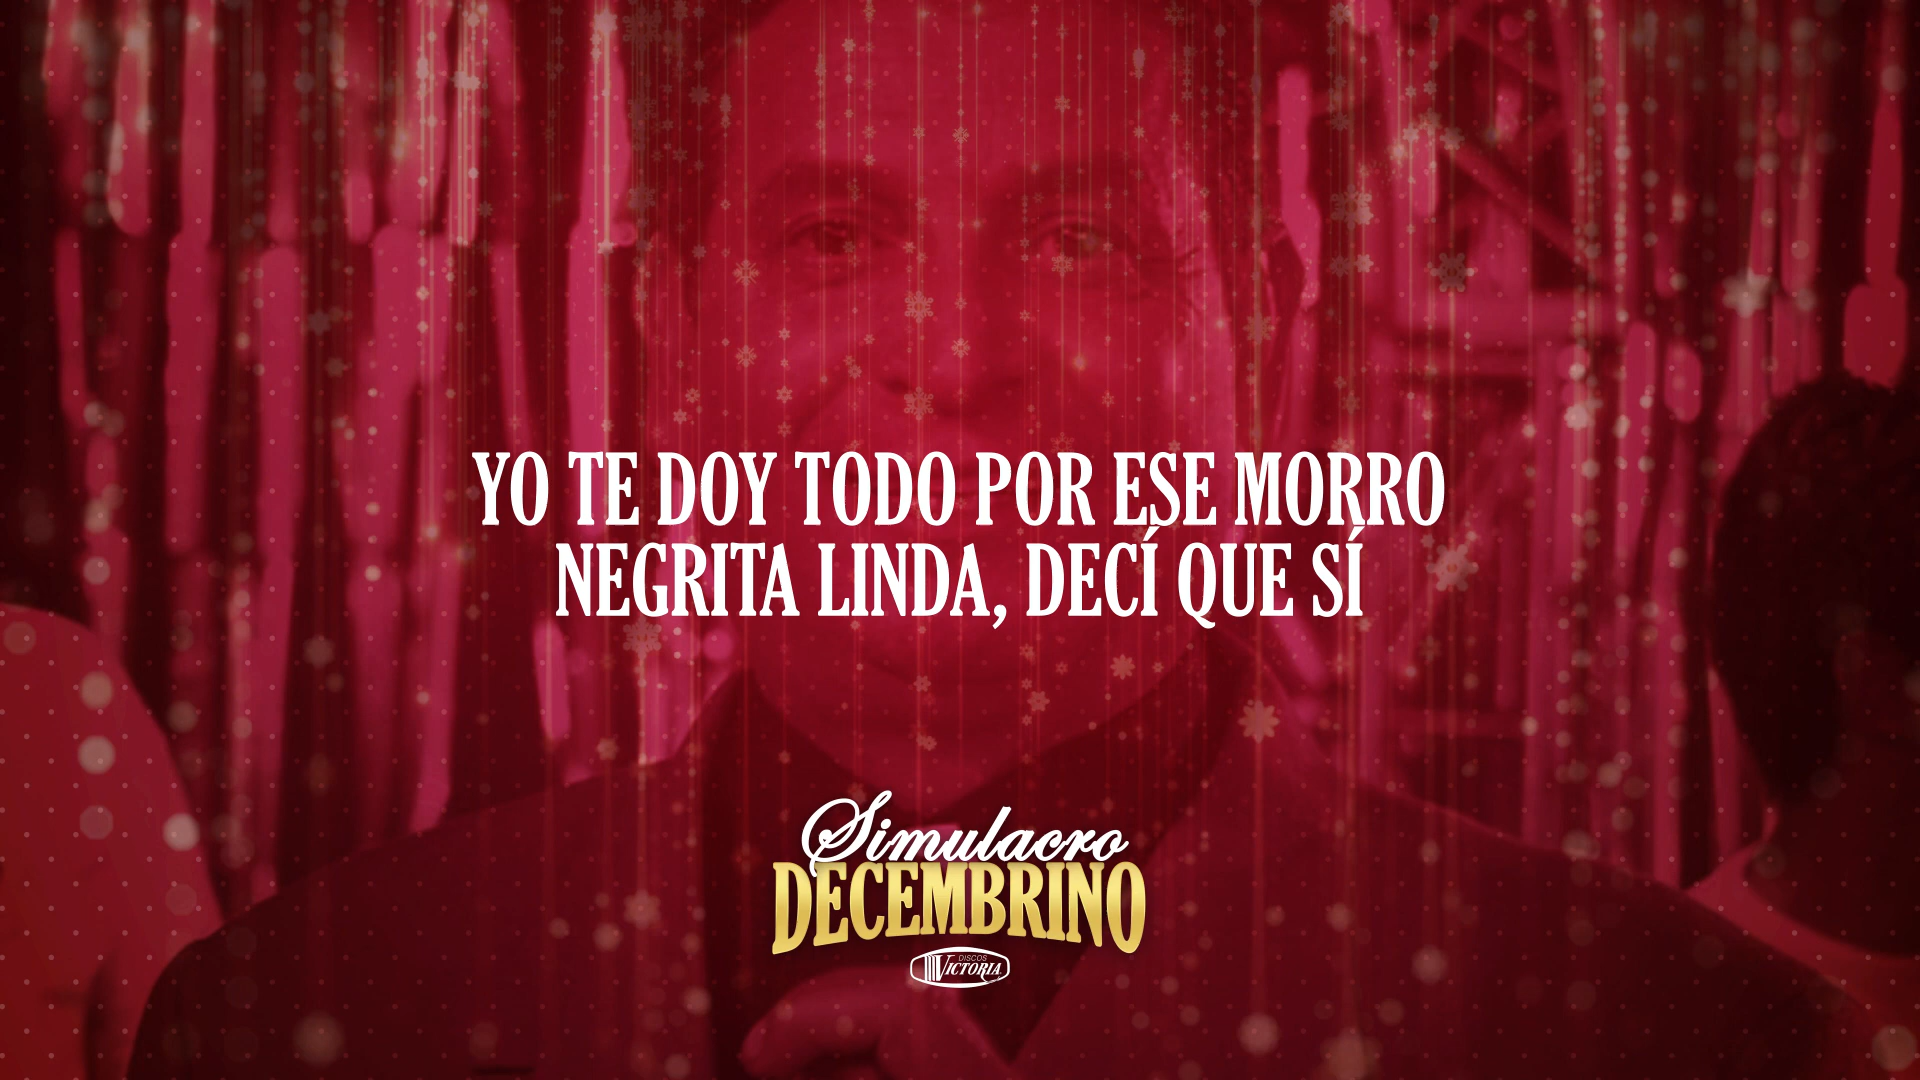 YO TE DOY TODO POR ESE MORRO
NEGRITA LINDA, DECÍ QUE SÍ
Simulacro
DECEMBRINO
DISCOS
VICTORIA